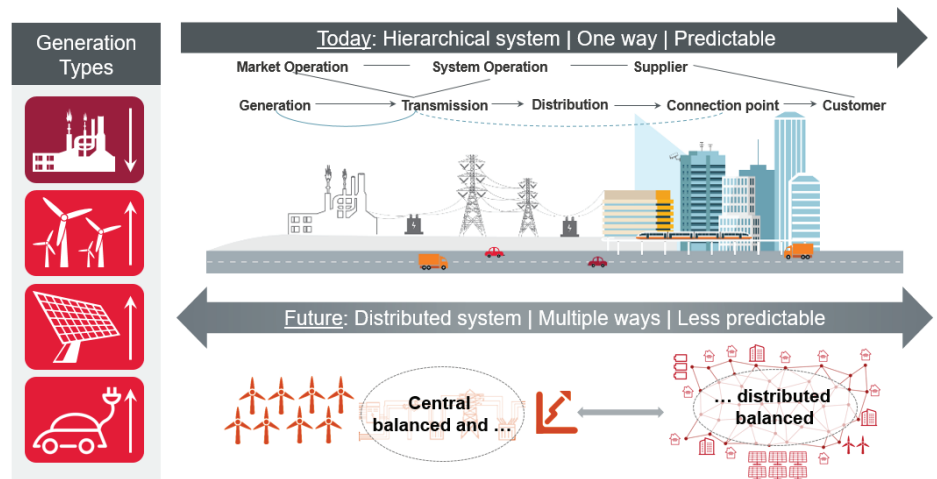 Generation
Types
Today: Hierarchical system | One way | Predictable
Market Operation System Operation Supplier
Generation Transmission Distribution Connection point Customer
Future: Distributed system | Multiple ways | Less predictable
Central
balanced and ...
... distributed
balanced